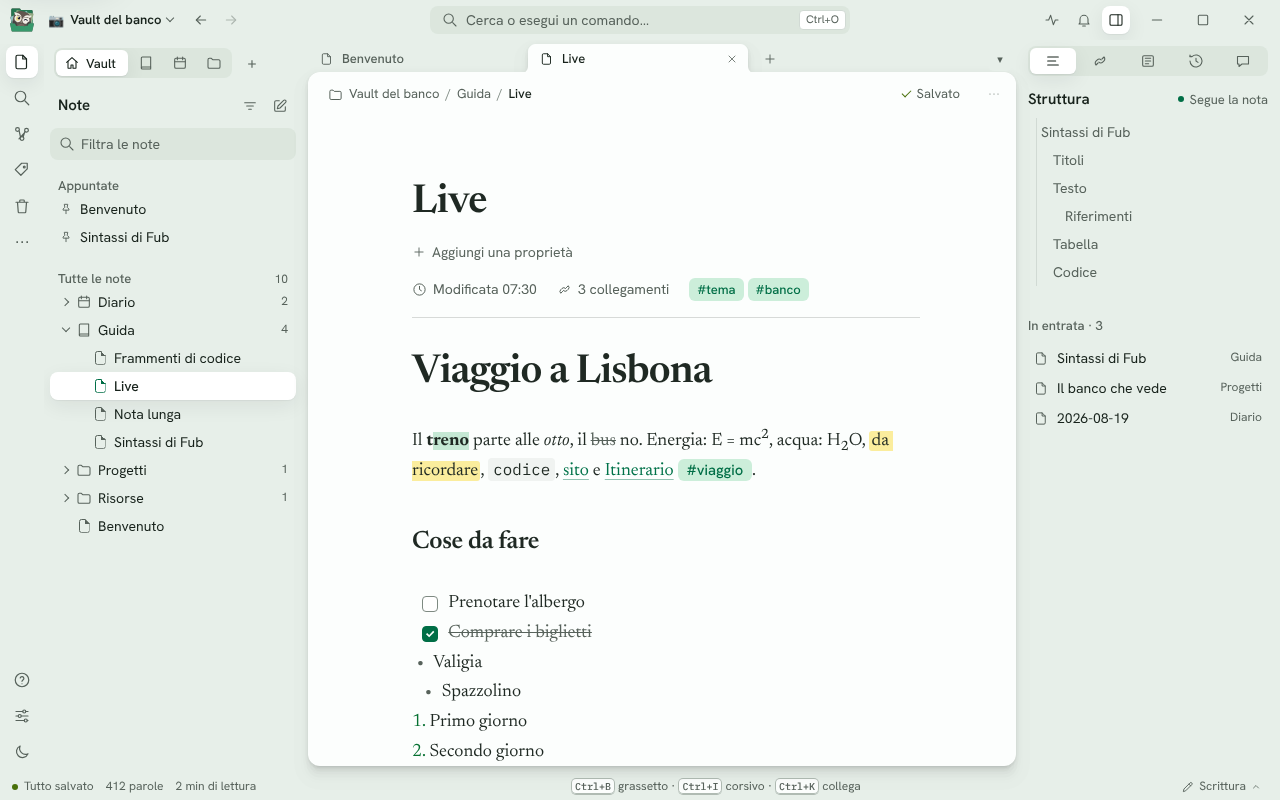 Vault del banco
Cerca o esegui un comando...
Ctrl+O
Vault
Note
Filtra le note
Appuntate
Benvenuto
Sintassi di Fub
Tutte le note 10
Diario 2
Guida 4
Frammenti di codice
Live
Nota lunga
Sintassi di Fub
Progetti 1
Risorse 1
Benvenuto
Benvenuto
Live
Vault del banco / Guida / Live
Salvato
Live
Aggiungi una proprietà
Modificata 07:30 3 collegamenti #tema #banco
Viaggio a Lisbona
Il treno parte alle otto, il bus no. Energia: E = mc², acqua: H₂O, da
ricordare, codice, sito e Itinerario #viaggio.
Cose da fare
Prenotare l'albergo
Comprare i biglietti
• Valigia
• Spazzolino
1. Primo giorno
2. Secondo giorno
Struttura
Segue la nota
Sintassi di Fub
Titoli
Testo
Riferimenti
Tabella
Codice
In entrata · 3
Sintassi di Fub Guida
Il banco che vede Progetti
2026-08-19 Diario
Tutto salvato 412 parole 2 min di lettura
Ctrl+B grassetto · Ctrl+I corsivo · Ctrl+K collega
Scrittura